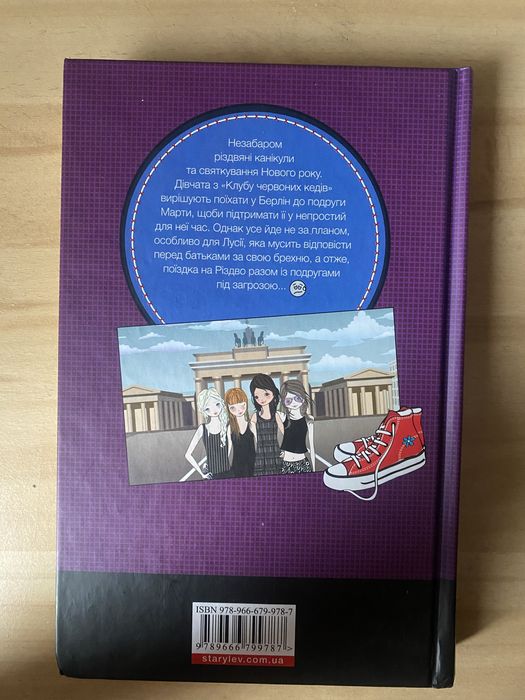 Незабаром
різдвяні канікули
та святкування Нового року.
Дівчата з «Клубу червоних кедів»
вирішують поїхати у Берлін до подруги
Марти, щоби підтримати її у непростий
для неї час. Однак усе йде не за планом,
особливо для Лусії, яка мусить відповісти
перед батьками за свою брехню, а отже,
поїздка на Різдво разом із подругами
під загрозою...
ISBN 978-966-679-978-7
9 789666 799787 >
starylev.com.ua